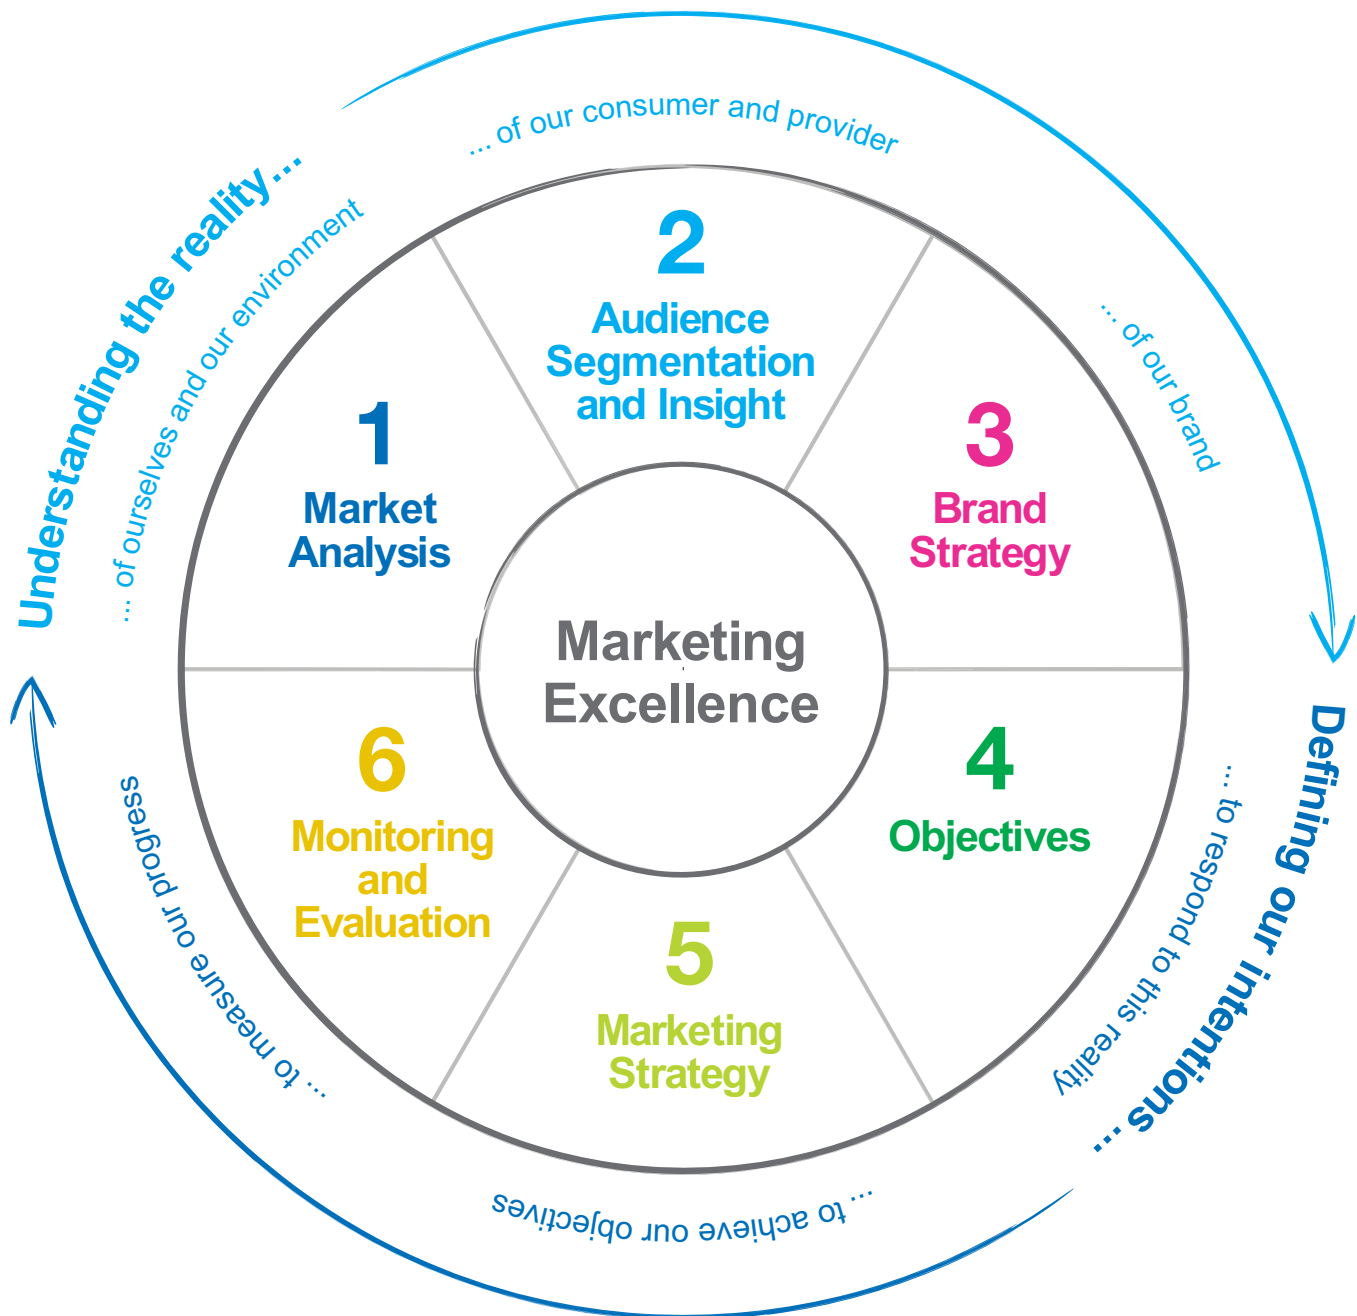 Understanding the reality...
... of ourselves and our environment
... of our consumer and provider
... of our brand
1
Market
Analysis
2
Audience
Segmentation
and Insight
3
Brand
Strategy
Marketing
Excellence
Defining our intentions...
... to respond to this reality
... to achieve our objectives
... to measure our progress
4
Objectives
5
Marketing
Strategy
6
Monitoring
and
Evaluation